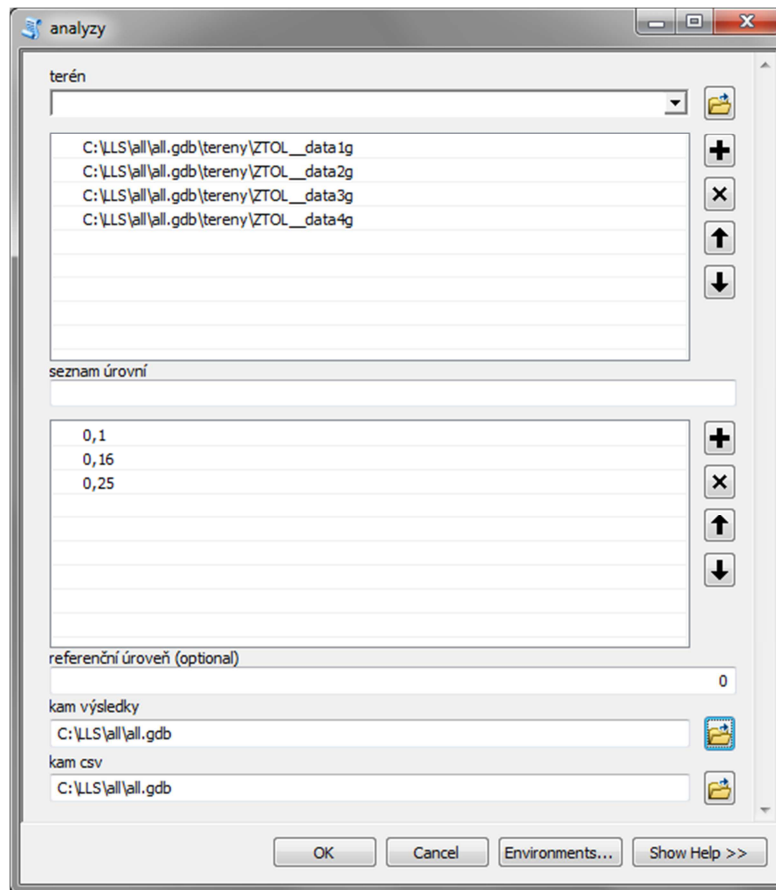 analyzy
terén
C:\LLS\all\all.gdb\tereny\ZTOL__data1g
C:\LLS\all\all.gdb\tereny\ZTOL__data2g
C:\LLS\all\all.gdb\tereny\ZTOL__data3g
C:\LLS\all\all.gdb\tereny\ZTOL__data4g
seznam úrovní
0,1
0,16
0,25
referenční úroveň (optional)
0
kam výsledky
C:\LLS\all\all.gdb
kam csv
C:\LLS\all\all.gdb
OK Cancel Environments... Show Help >>